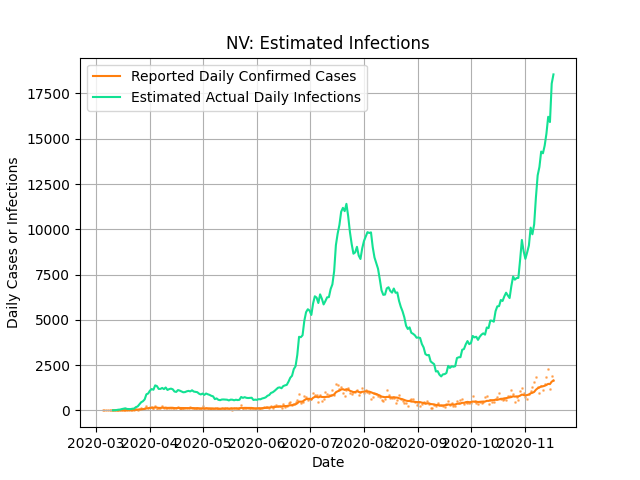 NV: Estimated Infections
Reported Daily Confirmed Cases
Estimated Actual Daily Infections
Daily Cases or Infections
17500
15000
12500
10000
7500
5000
2500
0
2020-03 2020-04 2020-05 2020-06 2020-07 2020-08 2020-09 2020-10 2020-11
Date